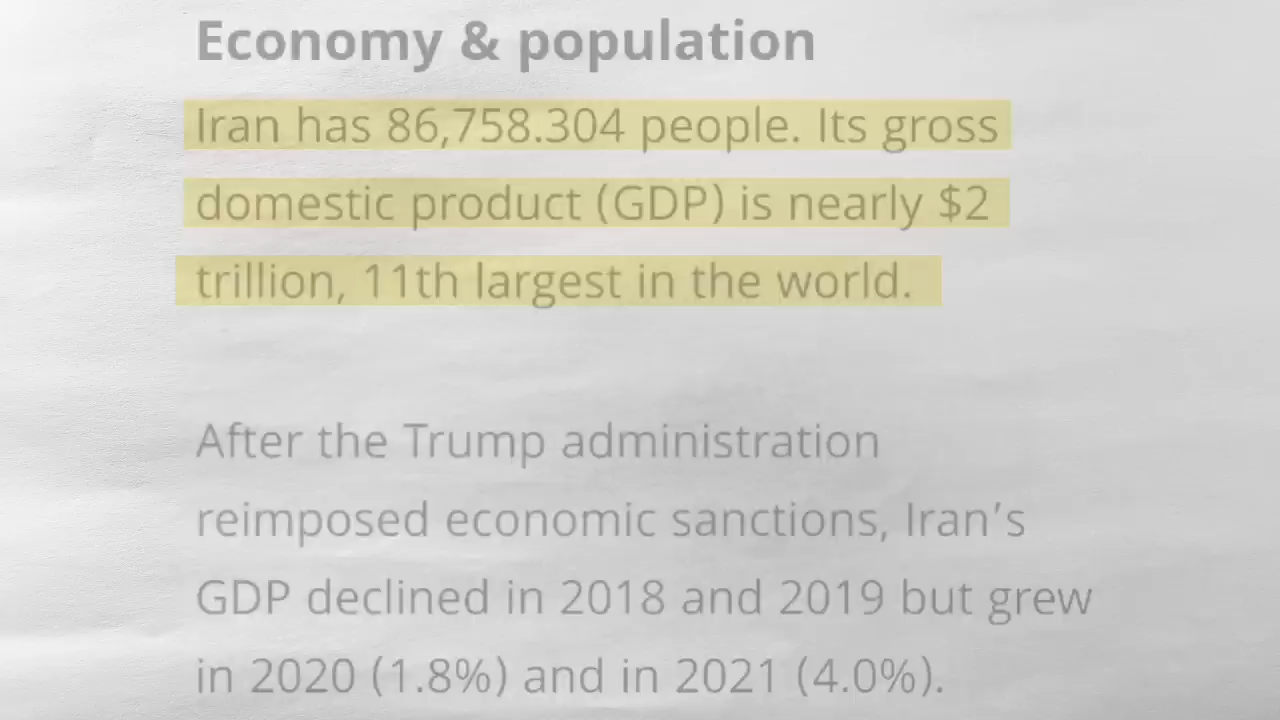 Economy & population
Iran has 86,758.304 people. Its gross
domestic product (GDP) is nearly $2
trillion, 11th largest in the world.
After the Trump administration
reimposed economic sanctions, Iran's
GDP declined in 2018 and 2019 but grew
in 2020 (1.8%) and in 2021 (4.0%).